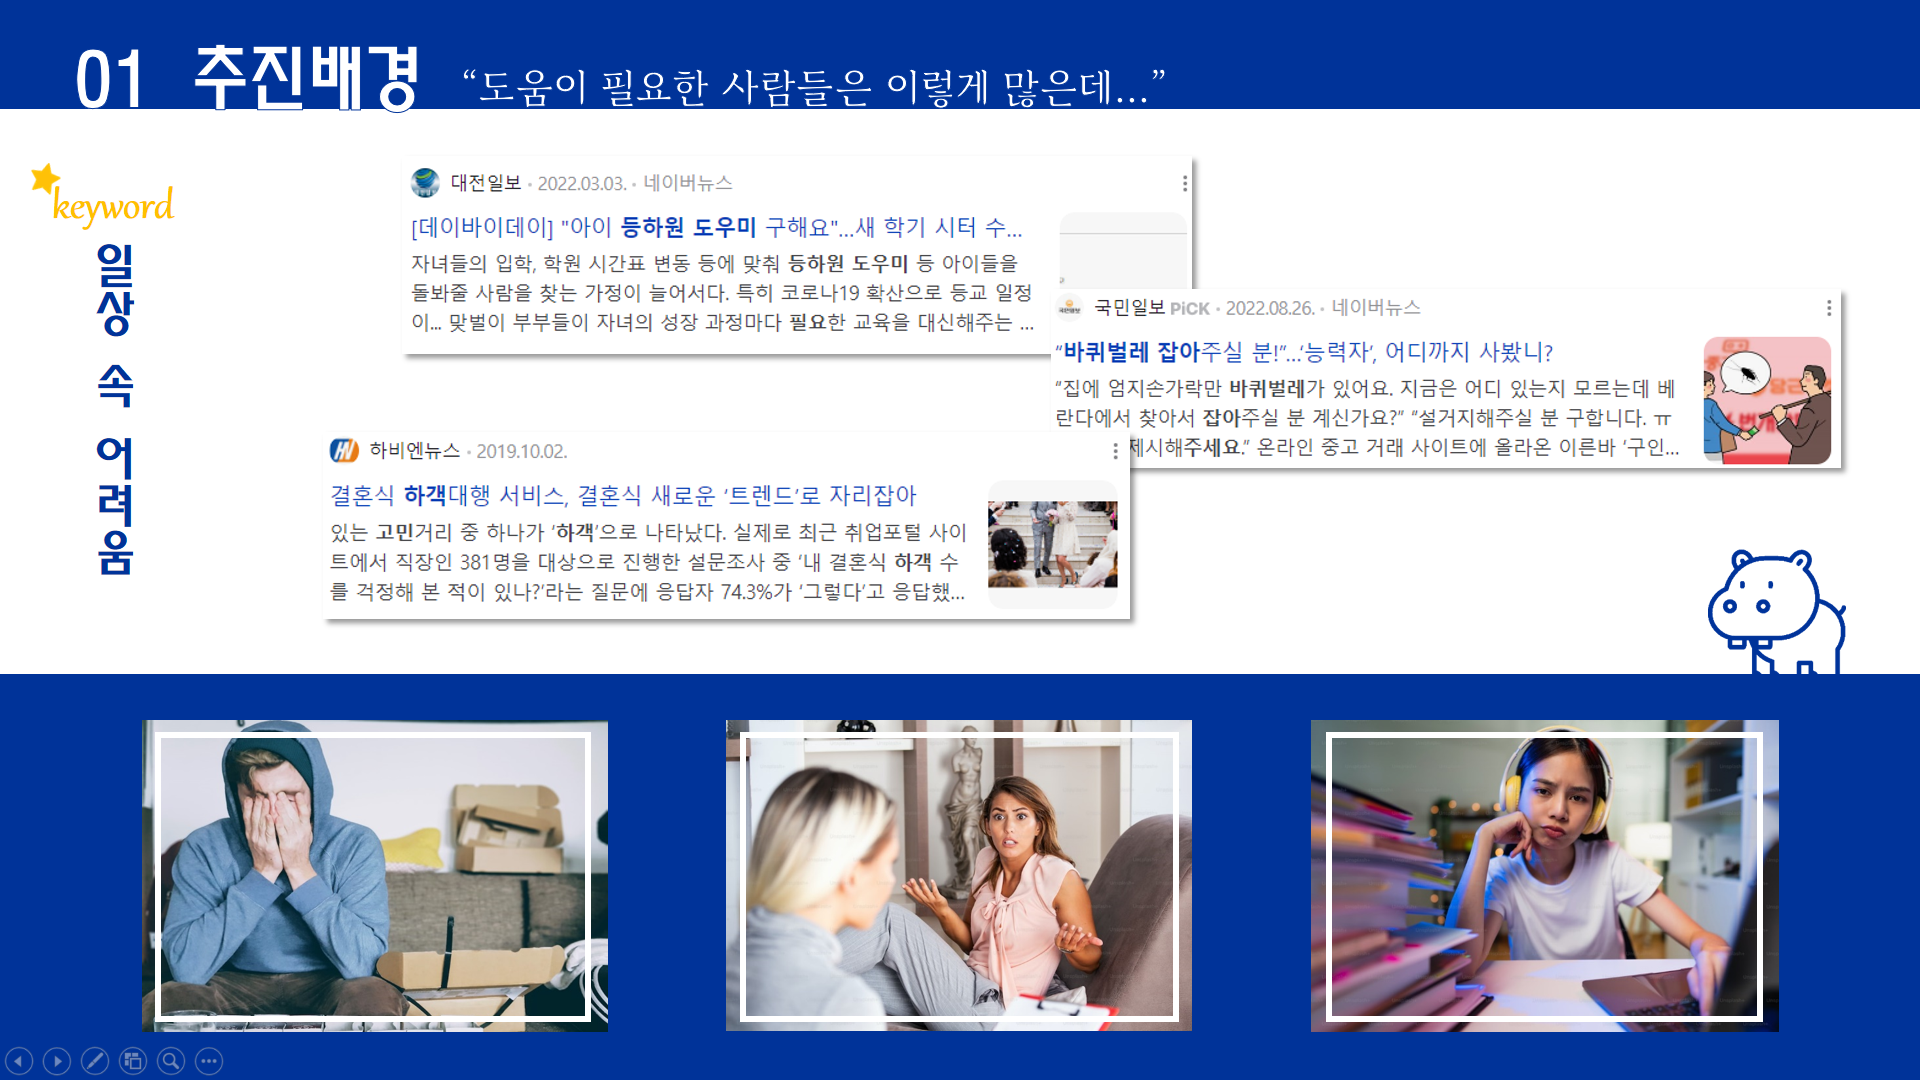 01 추진배경 “도움이 필요한 사람들은 이렇게 많은데...”
keyword
일상 속 어려움
대전일보 · 2022.03.03. · 네이버뉴스
[데이바이데이] "아이 등하원 도우미 구해요"...새 학기 시터 수...
자녀들의 입학, 학원 시간표 변동 등에 맞춰 등하원 도우미 등 아이들을
돌봐줄 사람을 찾는 가정이 늘어서다. 특히 코로나19 확산으로 등교 일정
이... 맞벌이 부부들이 자녀의 성장 과정마다 필요한 교육을 대신해주는 ...
국민일보 PiCK · 2022.08.26. · 네이버뉴스
“바퀴벌레 잡아주실 분!”...‘능력자’, 어디까지 사봤니?
“집에 엄지손가락만 바퀴벌레가 있어요. 지금은 어디 있는지 모르는데 베
란다에서 찾아서 잡아주실 분 계신가요?” “설거지해주실 분 구합니다. ㅠ
제시해주세요.” 온라인 중고 거래 사이트에 올라온 이른바 ‘구인...
하비엔뉴스 · 2019.10.02.
결혼식 하객대행 서비스, 결혼식 새로운 ‘트렌드’로 자리잡아
있는 고민거리 중 하나가 ‘하객’으로 나타났다. 실제로 최근 취업포털 사이
트에서 직장인 381명을 대상으로 진행한 설문조사 중 ‘내 결혼식 하객 수
를 걱정해 본 적이 있나?’라는 질문에 응답자 74.3%가 ‘그렇다’고 응답했...